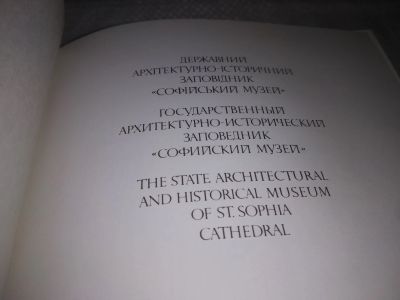 ДЕРЖАВНИЙ
АРХІТЕКТУРНО-ІСТОРИЧНИЙ
ЗАПОВІДНИК
«СОФІЙСЬКИЙ МУЗЕЙ»
ГОСУДАРСТВЕННЫЙ
АРХИТЕКТУРНО-ИСТОРИЧЕСКИЙ
ЗАПОВЕДНИК
«СОФИЙСКИЙ МУЗЕЙ»
THE STATE ARCHITECTURAL
AND HISTORICAL MUSEUM
OF ST. SOPHIA
CATHEDRAL